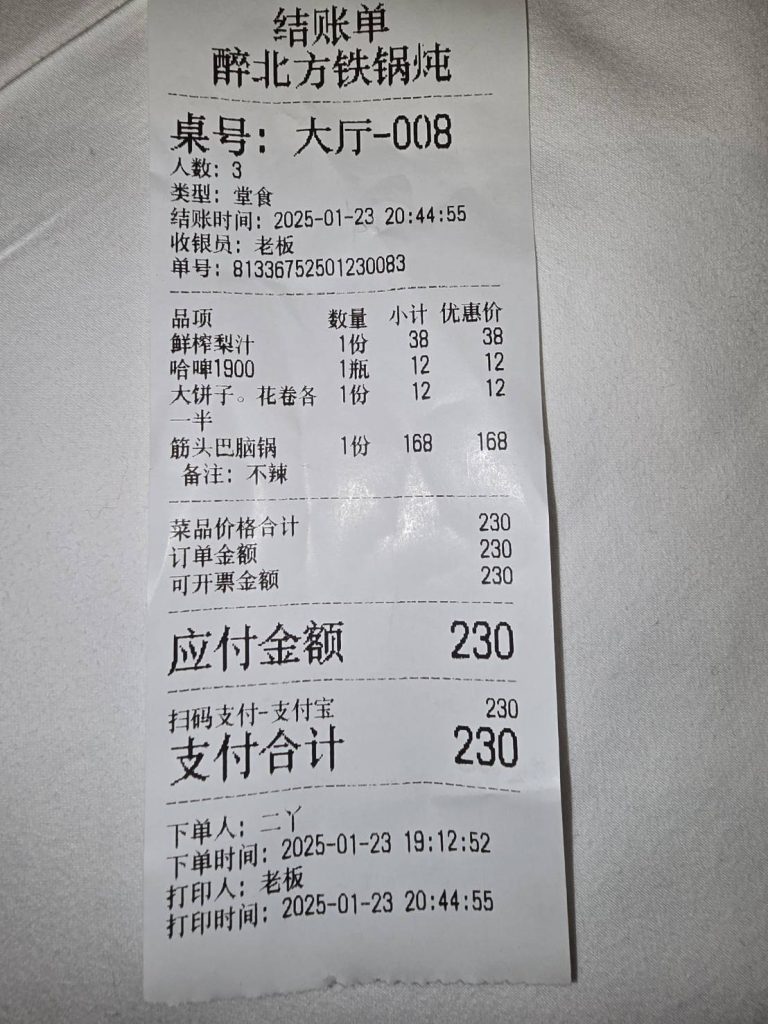 结账单
醉北方铁锅炖
桌号: 大厅-008
人数: 3
类型: 堂食
结账时间: 2025-01-23 20:44:55
收银员: 老板
单号: 81336752501230083
品项 数量 小计 优惠价
鲜榨梨汁 1份 38 38
哈啤1900 1瓶 12 12
大饼子。花卷各 1份 12 12
一半
筋头巴脑锅 1份 168 168
备注: 不辣
菜品价格合计 230
订单金额 230
可开票金额 230
应付金额 230
扫码支付-支付宝 230
支付合计 230
下单人: 二丫
下单时间: 2025-01-23 19:12:52
打印人: 老板
打印时间: 2025-01-23 20:44:55